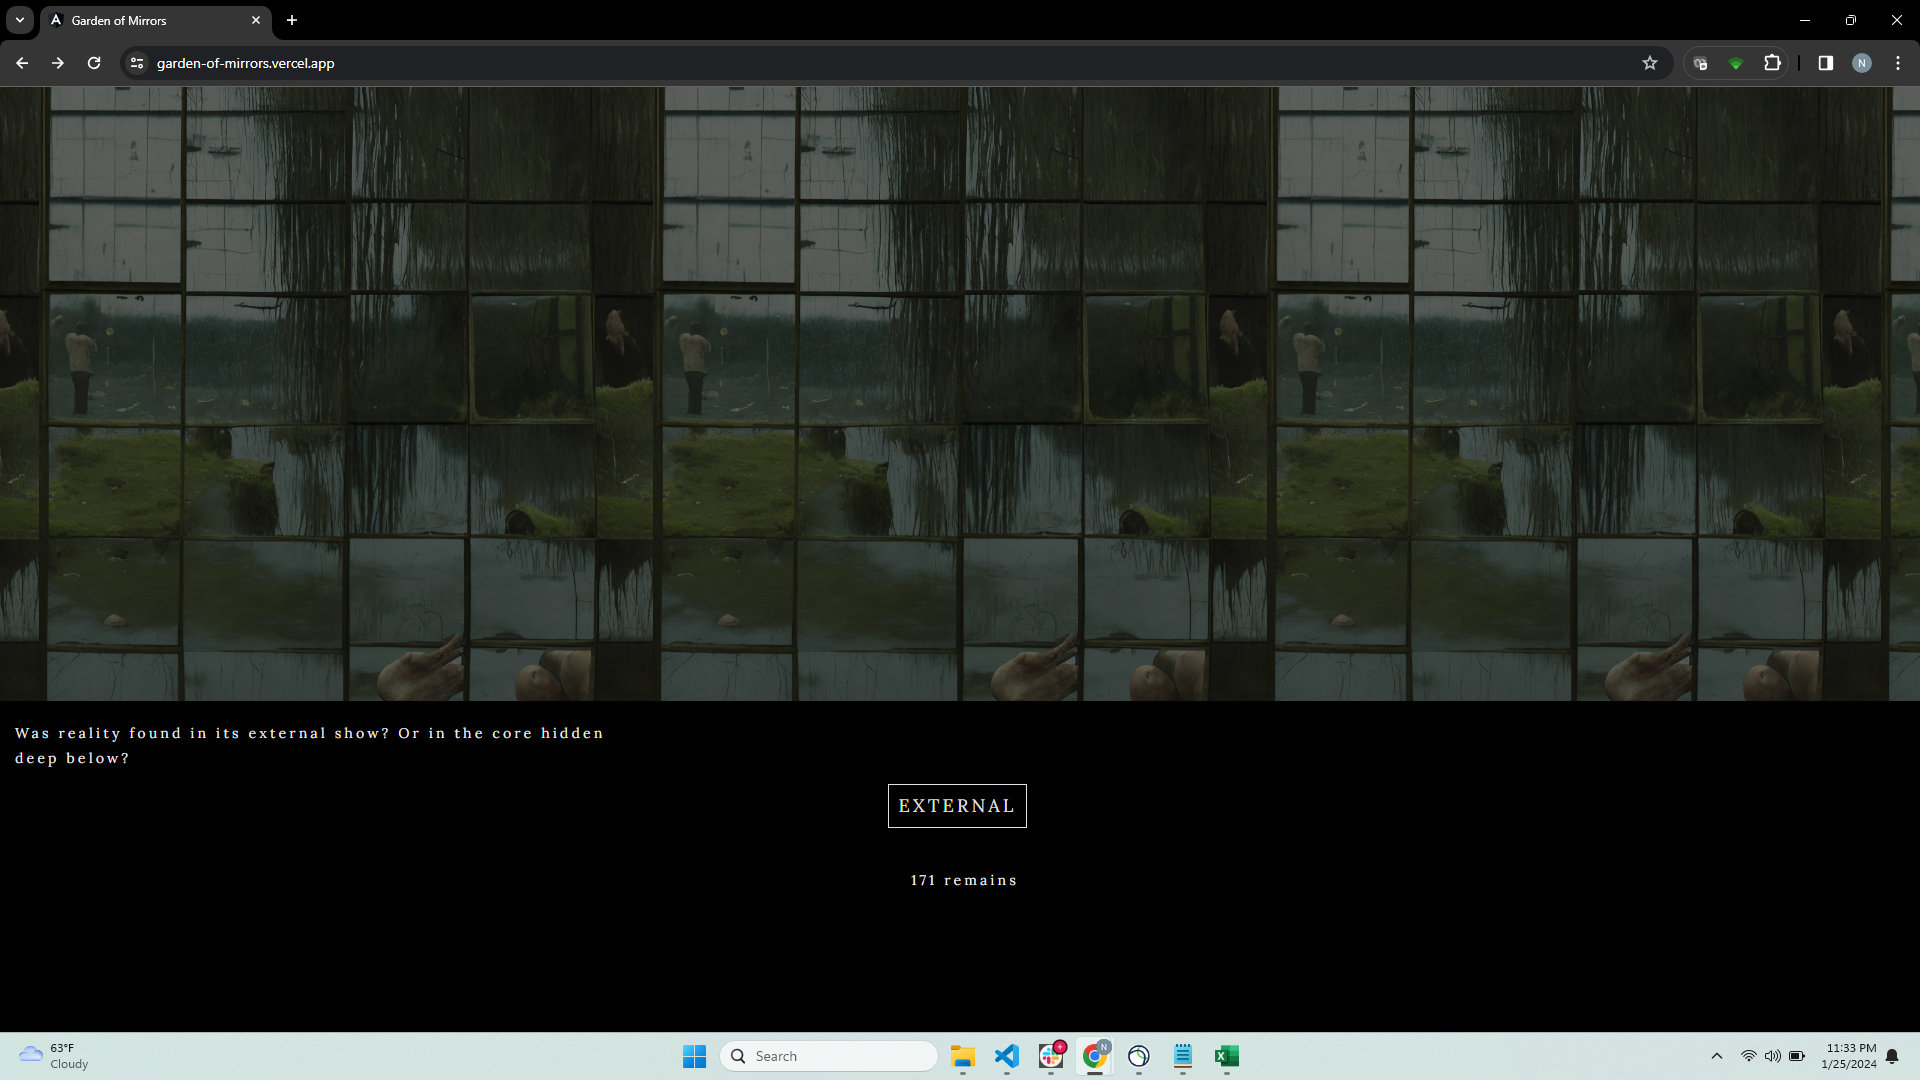 Garden of Mirrors
garden-of-mirrors.vercel.app
N
Was reality found in its external show? Or in the core hidden
deep below?
EXTERNAL
171 remains
63°F
Cloudy
Search
N
11:33 PM
1/25/2024